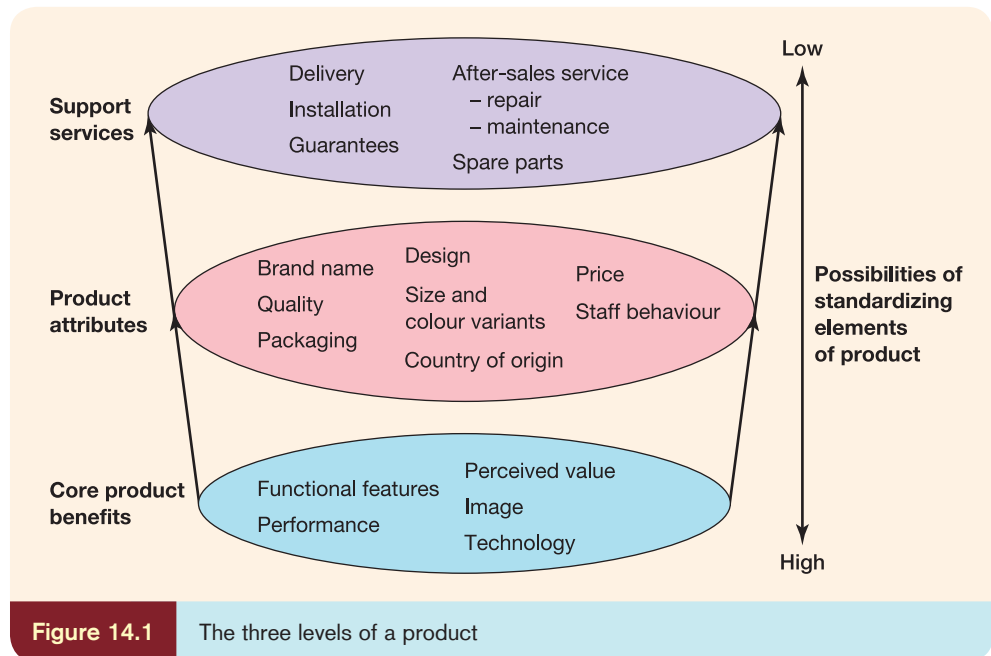 Low
Support
services
Delivery
Installation
Guarantees
After-sales service
– repair
– maintenance
Spare parts
Product
attributes
Brand name
Quality
Packaging
Design
Size and
colour variants
Country of origin
Price
Staff behaviour
Possibilities of
standardizing
elements
of product
Core product
benefits
Functional features
Performance
Perceived value
Image
Technology
High
Figure 14.1 The three levels of a product